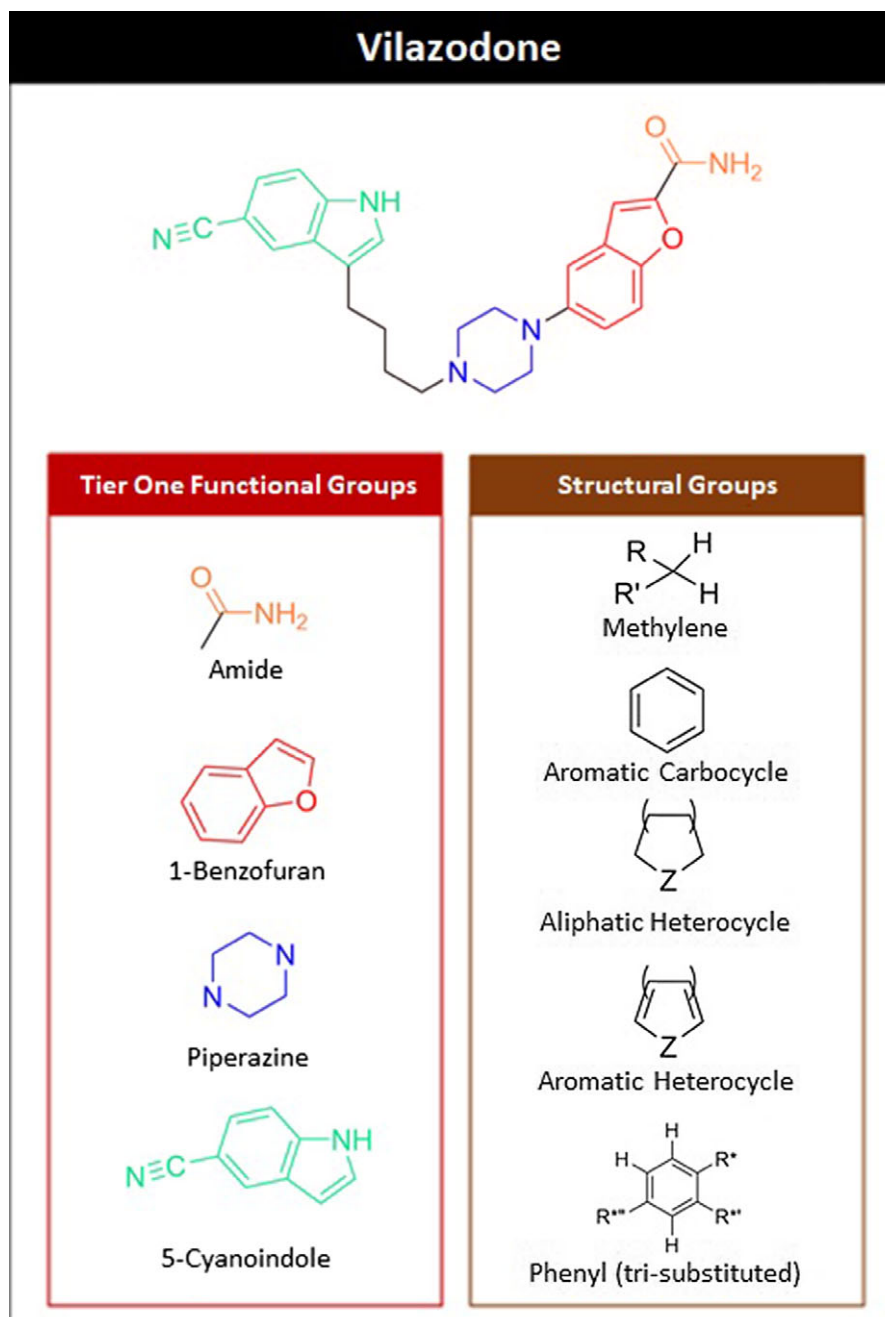 Vilazodone
O
NH2
NH
N≡C
O
N
N
Tier One Functional Groups
Structural Groups
O
NH2
Amide
O
1-Benzofuran
N
N
Piperazine
NH
N≡C
5-Cyanoindole
R H
R' H
Methylene
Aromatic Carbocycle
( )
Z
Aliphatic Heterocycle
( )
Z
Aromatic Heterocycle
H
H R*
R*'' R*'
H
Phenyl (tri-substituted)